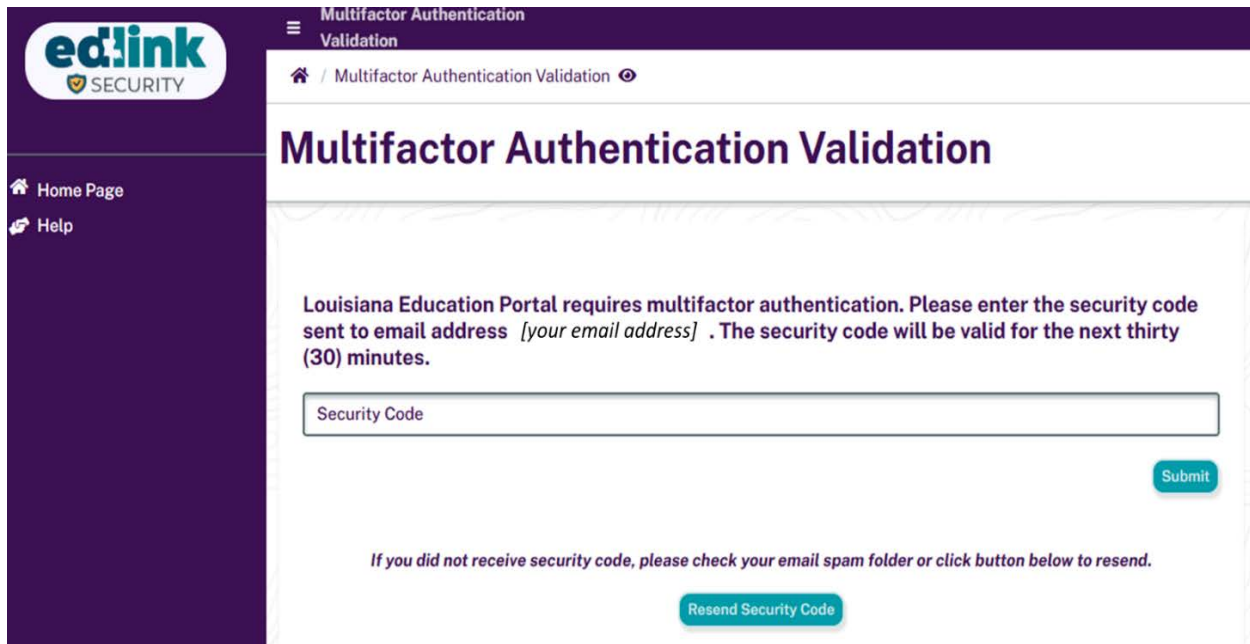 ed:link
SECURITY
Home Page
Help
Multifactor Authentication
Validation
/ Multifactor Authentication Validation
Multifactor Authentication Validation
Louisiana Education Portal requires multifactor authentication. Please enter the security code
sent to email address [your email address] . The security code will be valid for the next thirty
(30) minutes.
Security Code
Submit
If you did not receive security code, please check your email spam folder or click button below to resend.
Resend Security Code